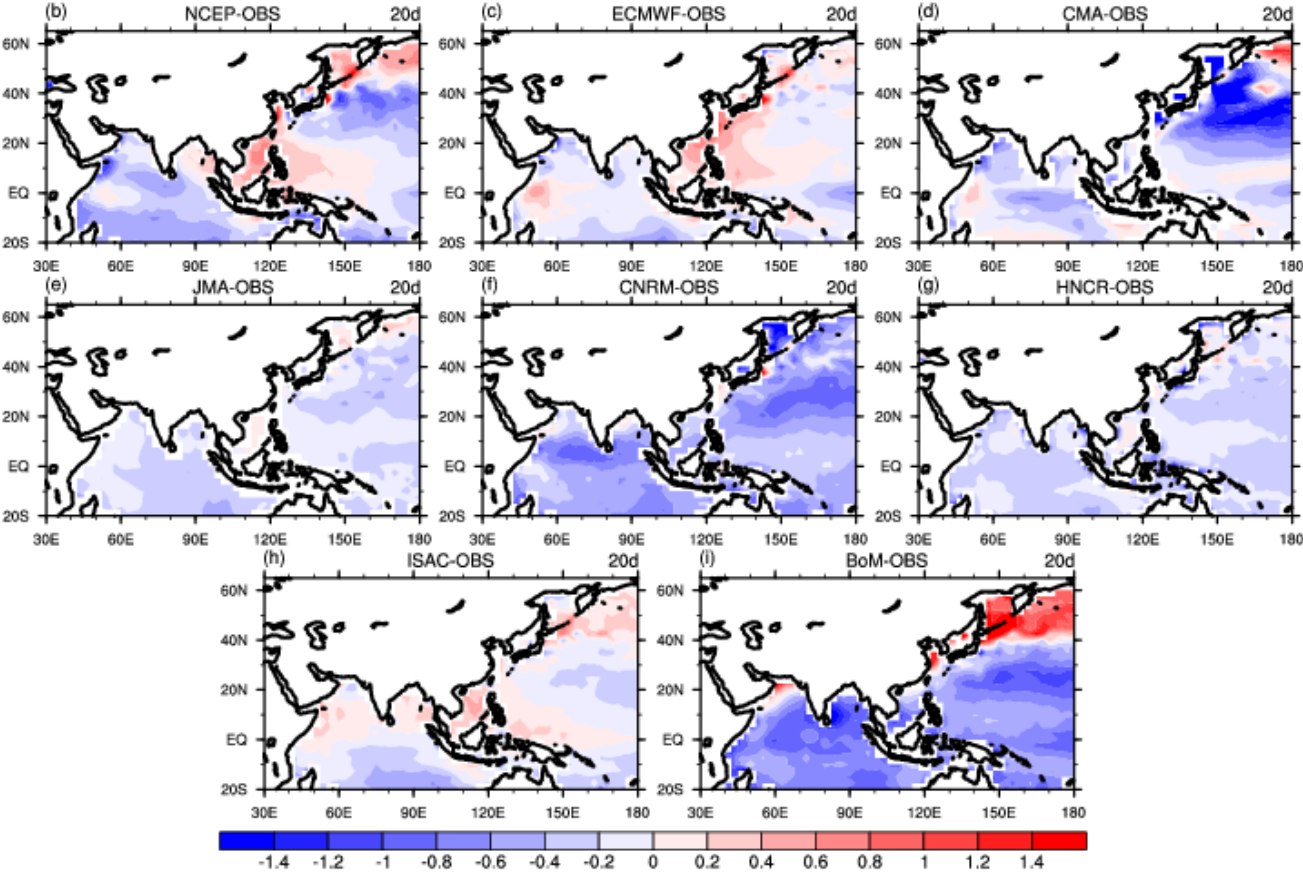 (b) NCEP-OBS 20d (c) ECMWF-OBS 20d (d) CMA-OBS 20d
60N 60N 60N
40N 40N 40N
20N 20N 20N
EQ EQ EQ
20S 20S 20S
30E 60E 90E 120E 150E 180 30E 60E 90E 120E 150E 180 30E 60E 90E 120E 150E 180
(e) JMA-OBS 20d (f) CNRM-OBS 20d (g) HNCR-OBS 20d
60N 60N 60N
40N 40N 40N
20N 20N 20N
EQ EQ EQ
20S 20S 20S
30E 60E 90E 120E 150E 180 30E 60E 90E 120E 150E 180 30E 60E 90E 120E 150E 180
(h) ISAC-OBS 20d (i) BoM-OBS 20d
60N 60N
40N 40N
20N 20N
EQ EQ
20S 20S
30E 60E 90E 120E 150E 180 30E 60E 90E 120E 150E 180
-1.4 -1.2 -1 -0.8 -0.6 -0.4 -0.2 0 0.2 0.4 0.6 0.8 1 1.2 1.4